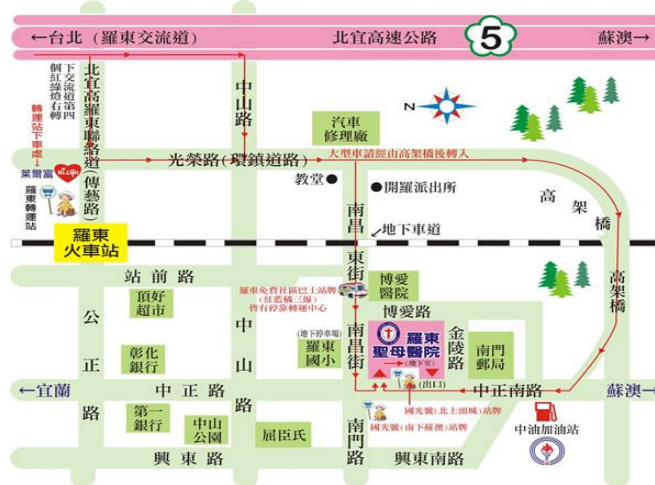 ←台北（羅東交流道）
北宜高速公路
5
蘇澳→
下交流道第四
個紅綠燈右轉
北宜高羅東聯絡道(傳藝路)
中山路
汽車
修理廠
N
轉運站下車處↓
萊爾富
Hi-Life
羅東轉運站
光榮路(環鎮道路)
大型車請經由高架橋後轉入
教堂
開羅派出所
高架橋
南昌東街
↙地下車道
羅東
火車站
站前路
高架橋
頂好
超市
羅東免費社區巴士站牌
(紅藍橘三線)
皆有停靠轉運中心
博愛
醫院
博愛路
公正路
中山路
(地下停車場)
羅東
國小
南昌街
羅東
聖母醫院
(地下室)
金陵路
南門
郵局
彰化
銀行
←宜蘭
中正路
(出口)
中正南路
蘇澳→
第一
銀行
中山
公園
屈臣氏
南門路
國光號(北上頭城)站牌
國光號(南下蘇澳)站牌
中油加油站
興東路
興東南路